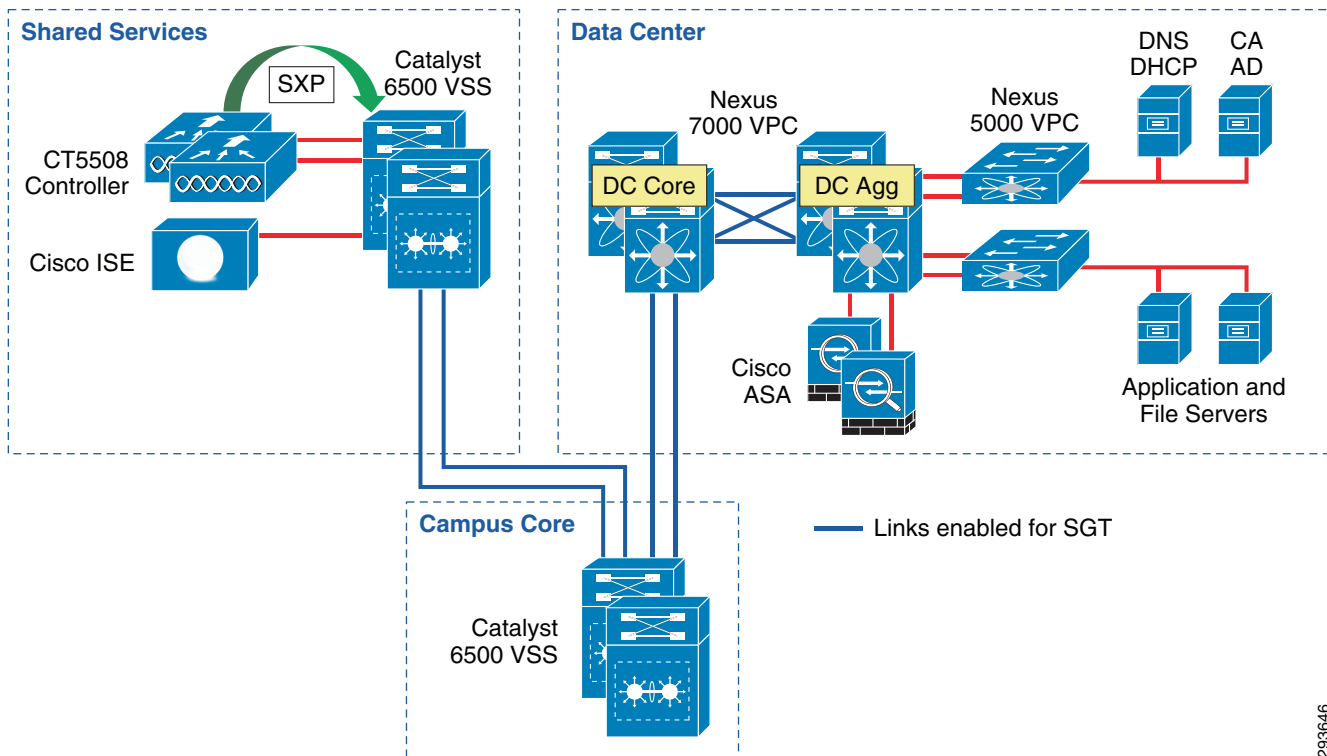 Shared Services
SXP
Catalyst
6500 VSS
CT5508
Controller
Cisco ISE
Data Center
DNS
DHCP
CA
AD
Nexus
7000 VPC
Nexus
5000 VPC
DC Core
DC Agg
Cisco
ASA
Application and
File Servers
Campus Core
Links enabled for SGT
Catalyst
6500 VSS
293646